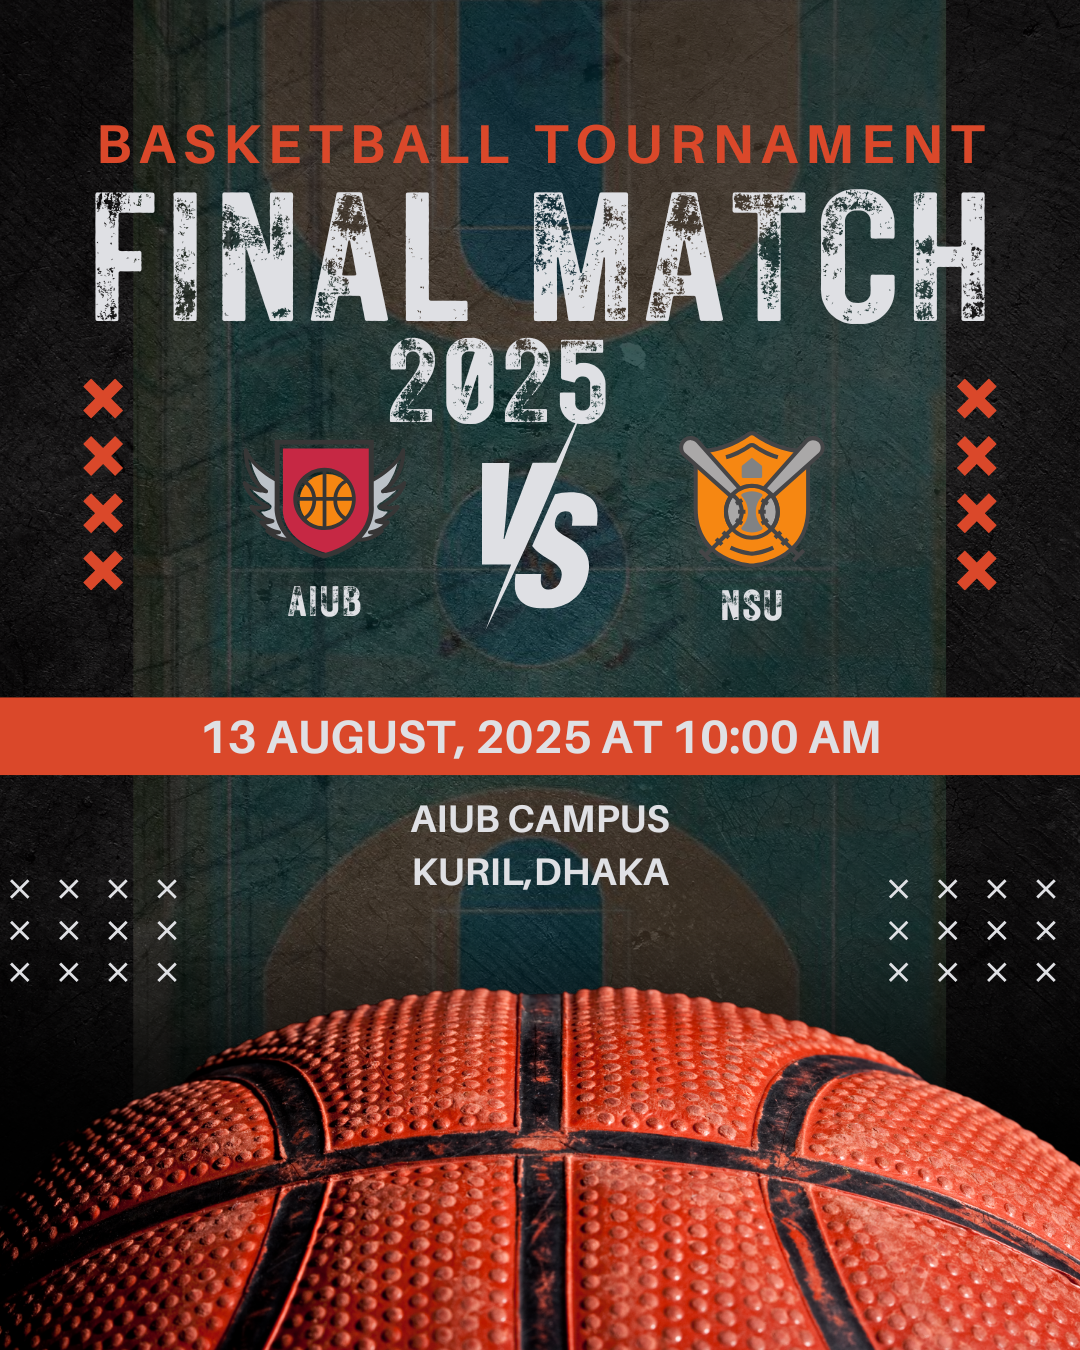 BASKETBALL TOURNAMENT
FINAL MATCH
2025
VS
AIUB
NSU
13 AUGUST, 2025 AT 10:00 AM
AIUB CAMPUS
KURIL,DHAKA